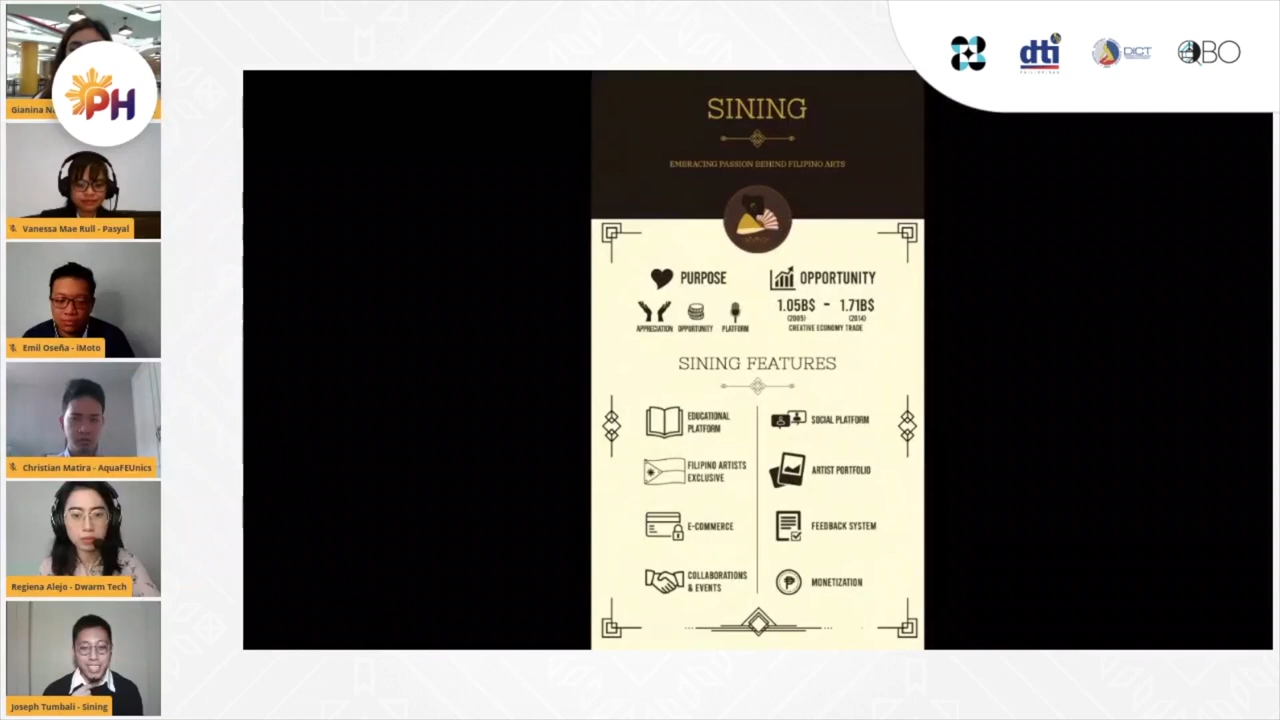 Gianina N
PH
Vanessa Mae Rull - Pasyal
Emil Oseña - iMoto
Christian Matira - AquaFEUnics
Regiena Alejo - Dwarm Tech
Joseph Tumbali - Sining
dti
PHILIPPINES
DICT
QBO
SINING
EMBRACING PASSION BEHIND FILIPINO ARTS
PURPOSE
APPRECIATION OPPORTUNITY PLATFORM
OPPORTUNITY
1.05B$ - 1.71B$
(2005) (2014)
CREATIVE ECONOMY TRADE
SINING FEATURES
EDUCATIONAL
PLATFORM
SOCIAL PLATFORM
FILIPINO ARTISTS
EXCLUSIVE
ARTIST PORTFOLIO
E-COMMERCE
FEEDBACK SYSTEM
COLLABORATIONS
& EVENTS
MONETIZATION